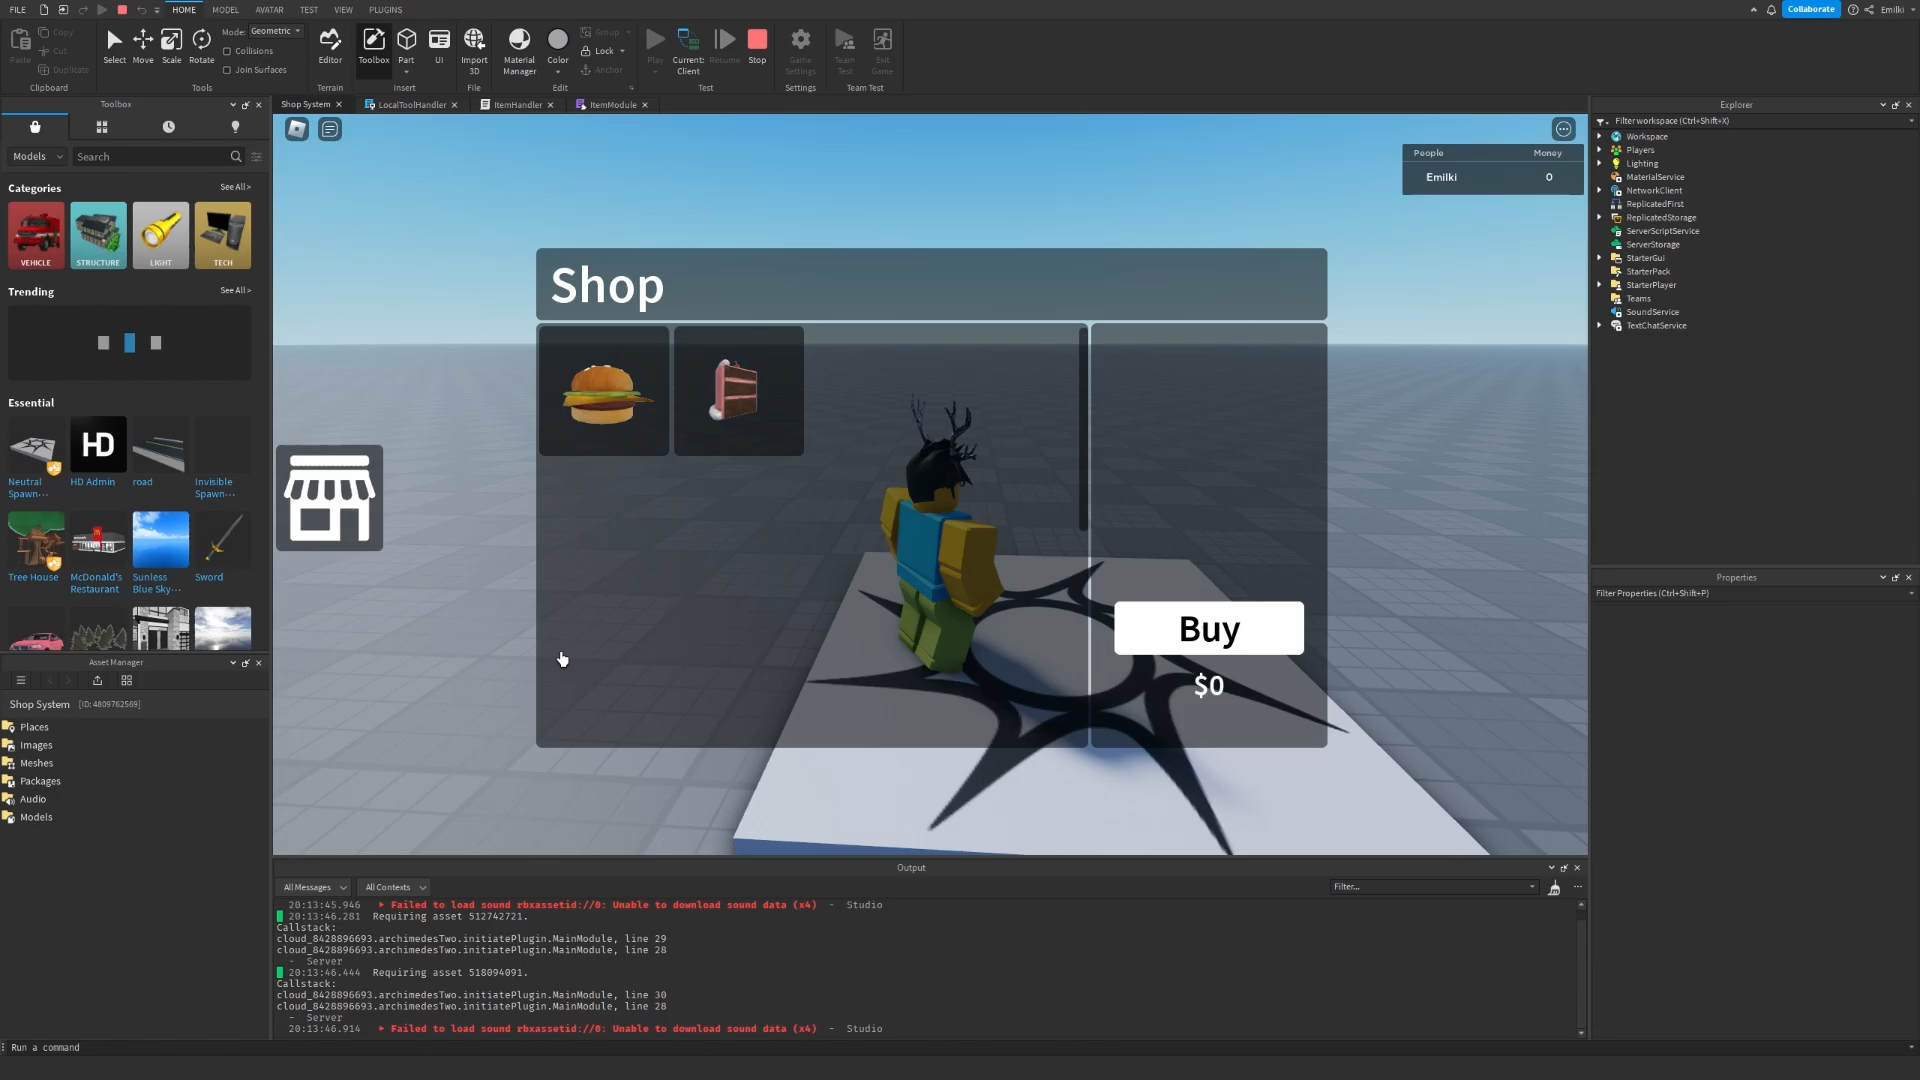 FILE HOME MODEL AVATAR TEST VIEW PLUGINS Collaborate Emilki
Paste Copy Cut Duplicate
Clipboard
Select Move Scale Rotate
Mode: Geometric
Collisions
Join Surfaces
Tools
Editor
Terrain
Toolbox Part UI
Insert
Import 3D
File
Material Manager Color
Group
Lock
Anchor
Edit
Play Current: Client Resume Stop
Test
Game Settings
Settings
Team Test Exit Game
Team Test
Toolbox
Shop System LocalToolHandler ItemHandler ItemModule
Models Search
Categories See All >
VEHICLE STRUCTURE LIGHT TECH
Trending See All >
Essential
Neutral Spawn··· HD Admin road Invisible Spawn···
HD
Tree House McDonald's Restaurant Sunless Blue Sky··· Sword
Asset Manager
Shop System [ID: 4809762569]
Places
Images
Meshes
Packages
Audio
Models
People Money
Emilki 0
Shop
Buy
$0
Explorer
Filter workspace (Ctrl+Shift+X)
Workspace
Players
Lighting
MaterialService
NetworkClient
ReplicatedFirst
ReplicatedStorage
ServerScriptService
ServerStorage
StarterGui
StarterPack
StarterPlayer
Teams
SoundService
TextChatService
Properties
Filter Properties (Ctrl+Shift+P)
Output
All Messages All Contexts Filter...
20:13:45.946 Failed to load sound rbxassetid://0: Unable to download sound data (x4) - Studio
20:13:46.281 Requiring asset 512742721.
Callstack:
cloud_8428896693.archimedesTwo.initiatePlugin.MainModule, line 29
cloud_8428896693.archimedesTwo.initiatePlugin.MainModule, line 28
- Server
20:13:46.444 Requiring asset 518094091.
Callstack:
cloud_8428896693.archimedesTwo.initiatePlugin.MainModule, line 30
cloud_8428896693.archimedesTwo.initiatePlugin.MainModule, line 28
- Server
20:13:46.914 Failed to load sound rbxassetid://0: Unable to download sound data (x4) - Studio
Run a command